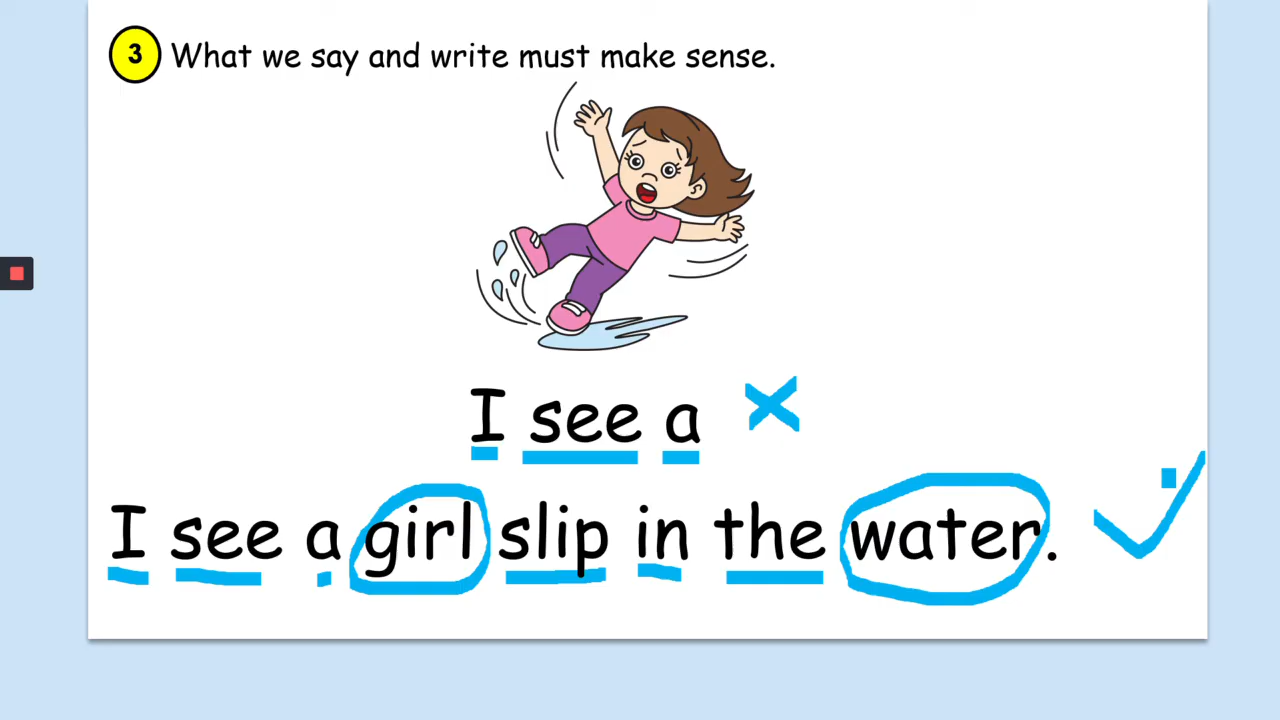 3 What we say and write must make sense.
I see a
I see a girl slip in the water.